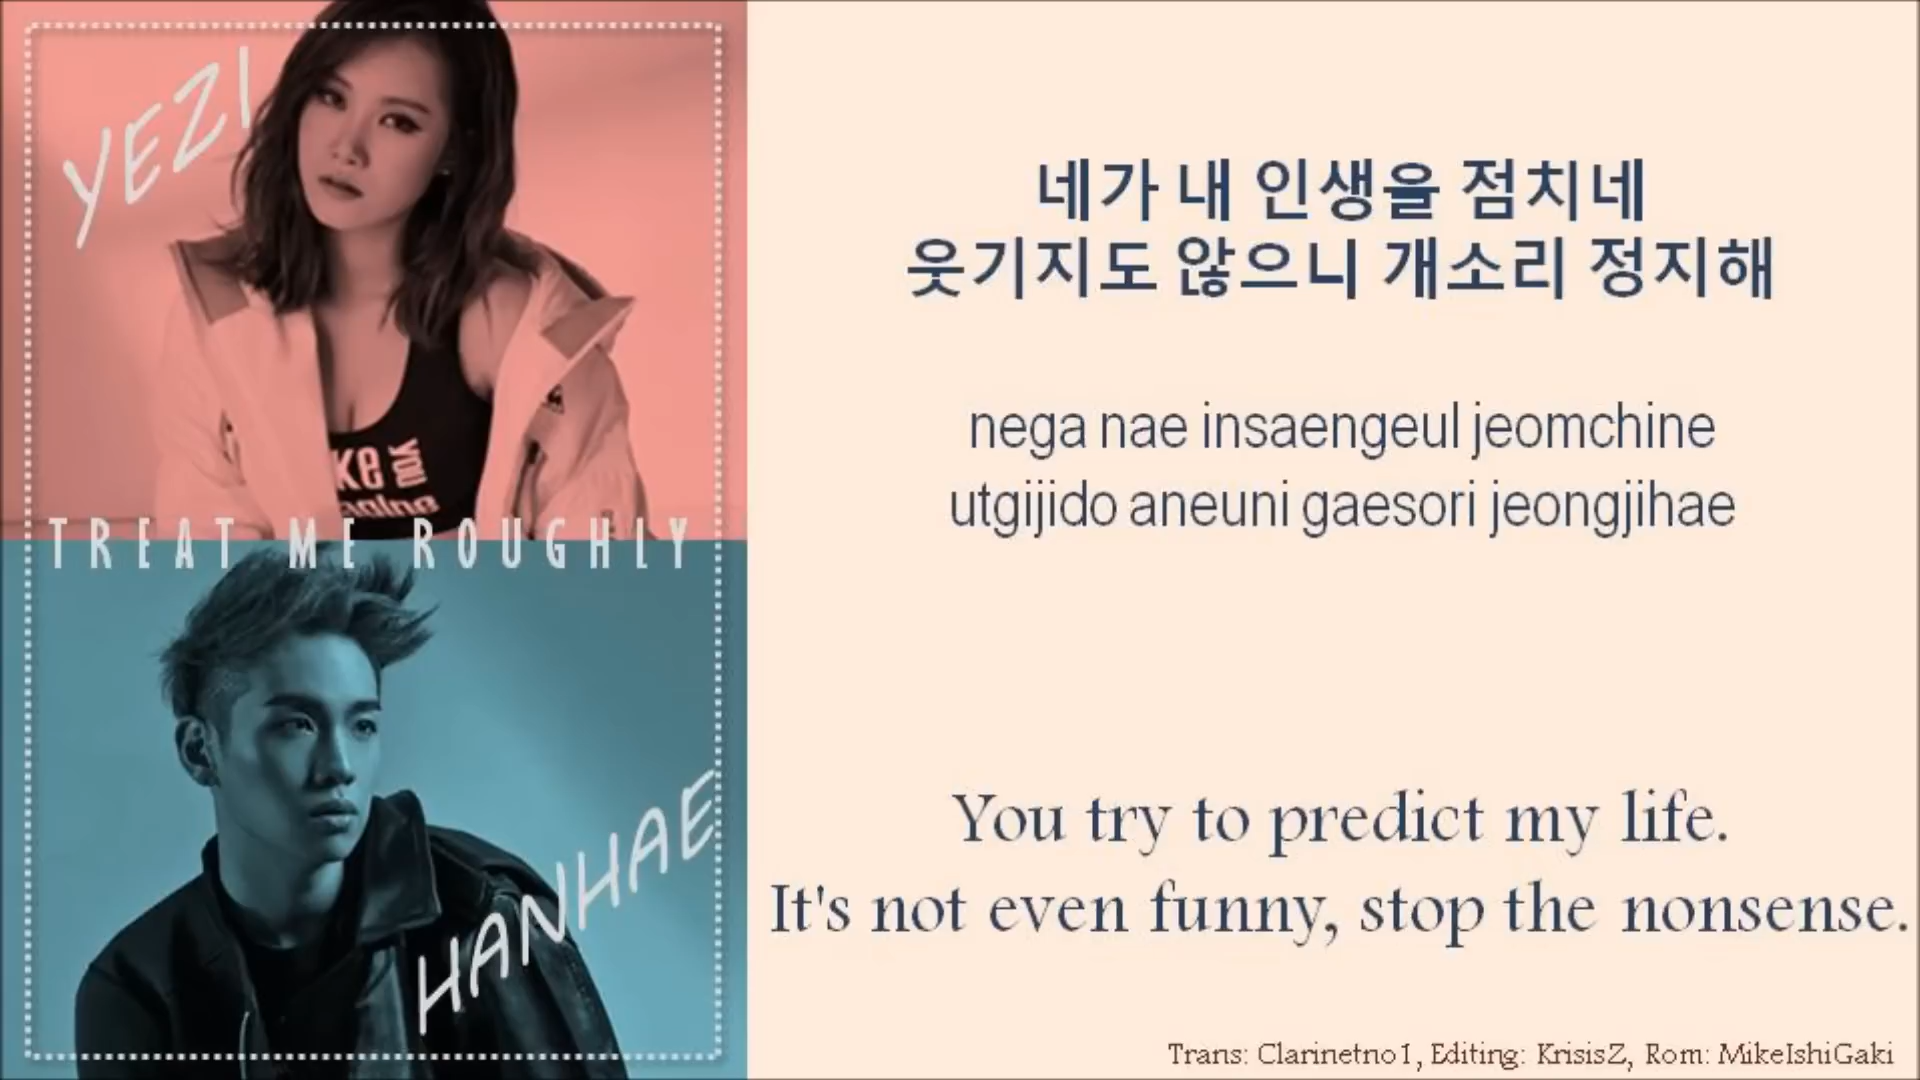 YEZI
ke you
TREAT ME ROUGHLY
HANHAE
네가 내 인생을 점치네
웃기지도 않으니 개소리 정지해
nega nae insaengeul jeomchine
utgijido aneuni gaesori jeongjihae
You try to predict my life.
It's not even funny, stop the nonsense.
Trans: Clarinetno1, Editing: KrisisZ, Rom: MikeIshiGaki